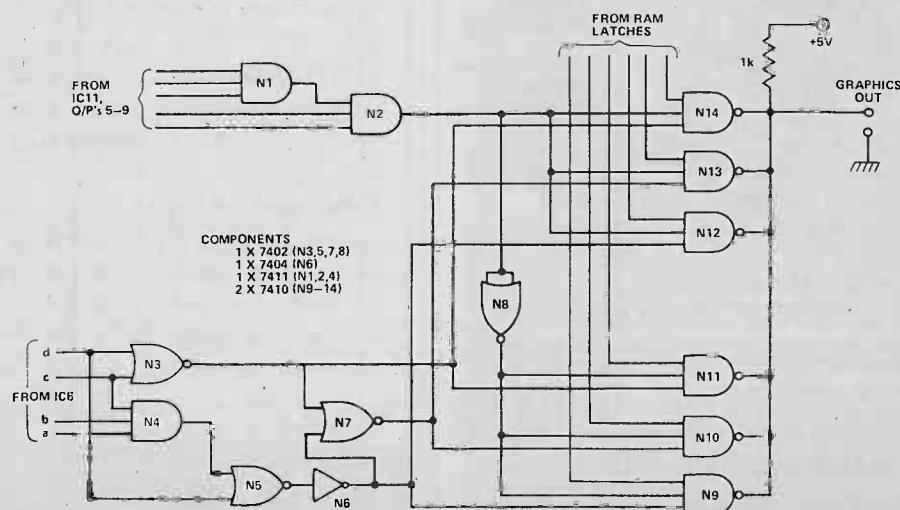 FROM RAM
LATCHES
+5V
1k
GRAPHICS
OUT
FROM
IC11,
O/P's 5–9
N1
N2
N14
N13
N12
COMPONENTS
1 X 7402 (N3,5,7,8)
1 X 7404 (N6)
1 X 7411 (N1,2,4)
2 X 7410 (N9–14)
N8
d
c
FROM IC6
b
a
N3
N4
N7
N5
N6
N11
N10
N9